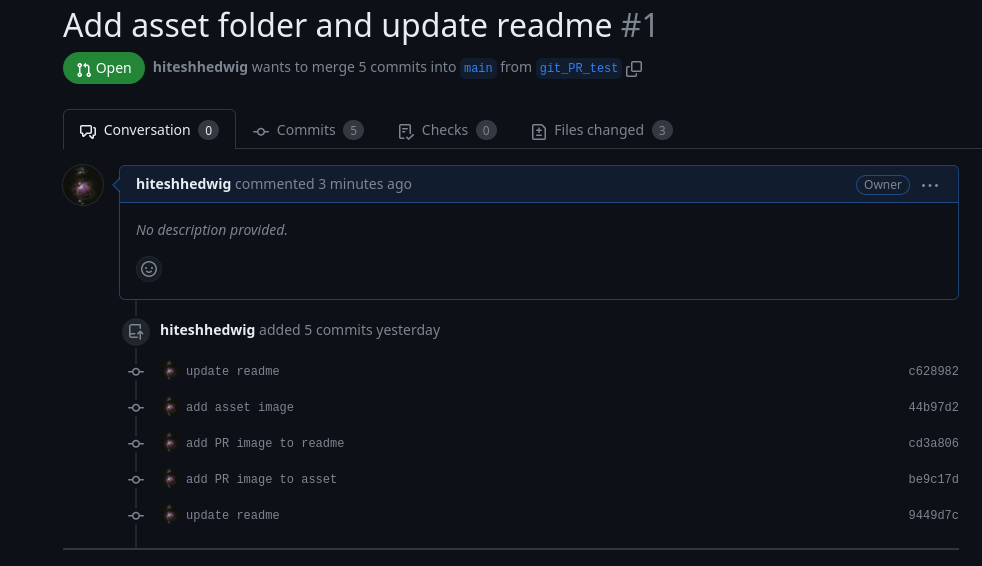 Add asset folder and update readme #1
Open hiteshhedwig wants to merge 5 commits into main from git_PR_test
Conversation 0 Commits 5 Checks 0 Files changed 3
hiteshhedwig commented 3 minutes ago Owner
No description provided.
hiteshhedwig added 5 commits yesterday
update readme c628982
add asset image 44b97d2
add PR image to readme cd3a806
add PR image to asset be9c17d
update readme 9449d7c